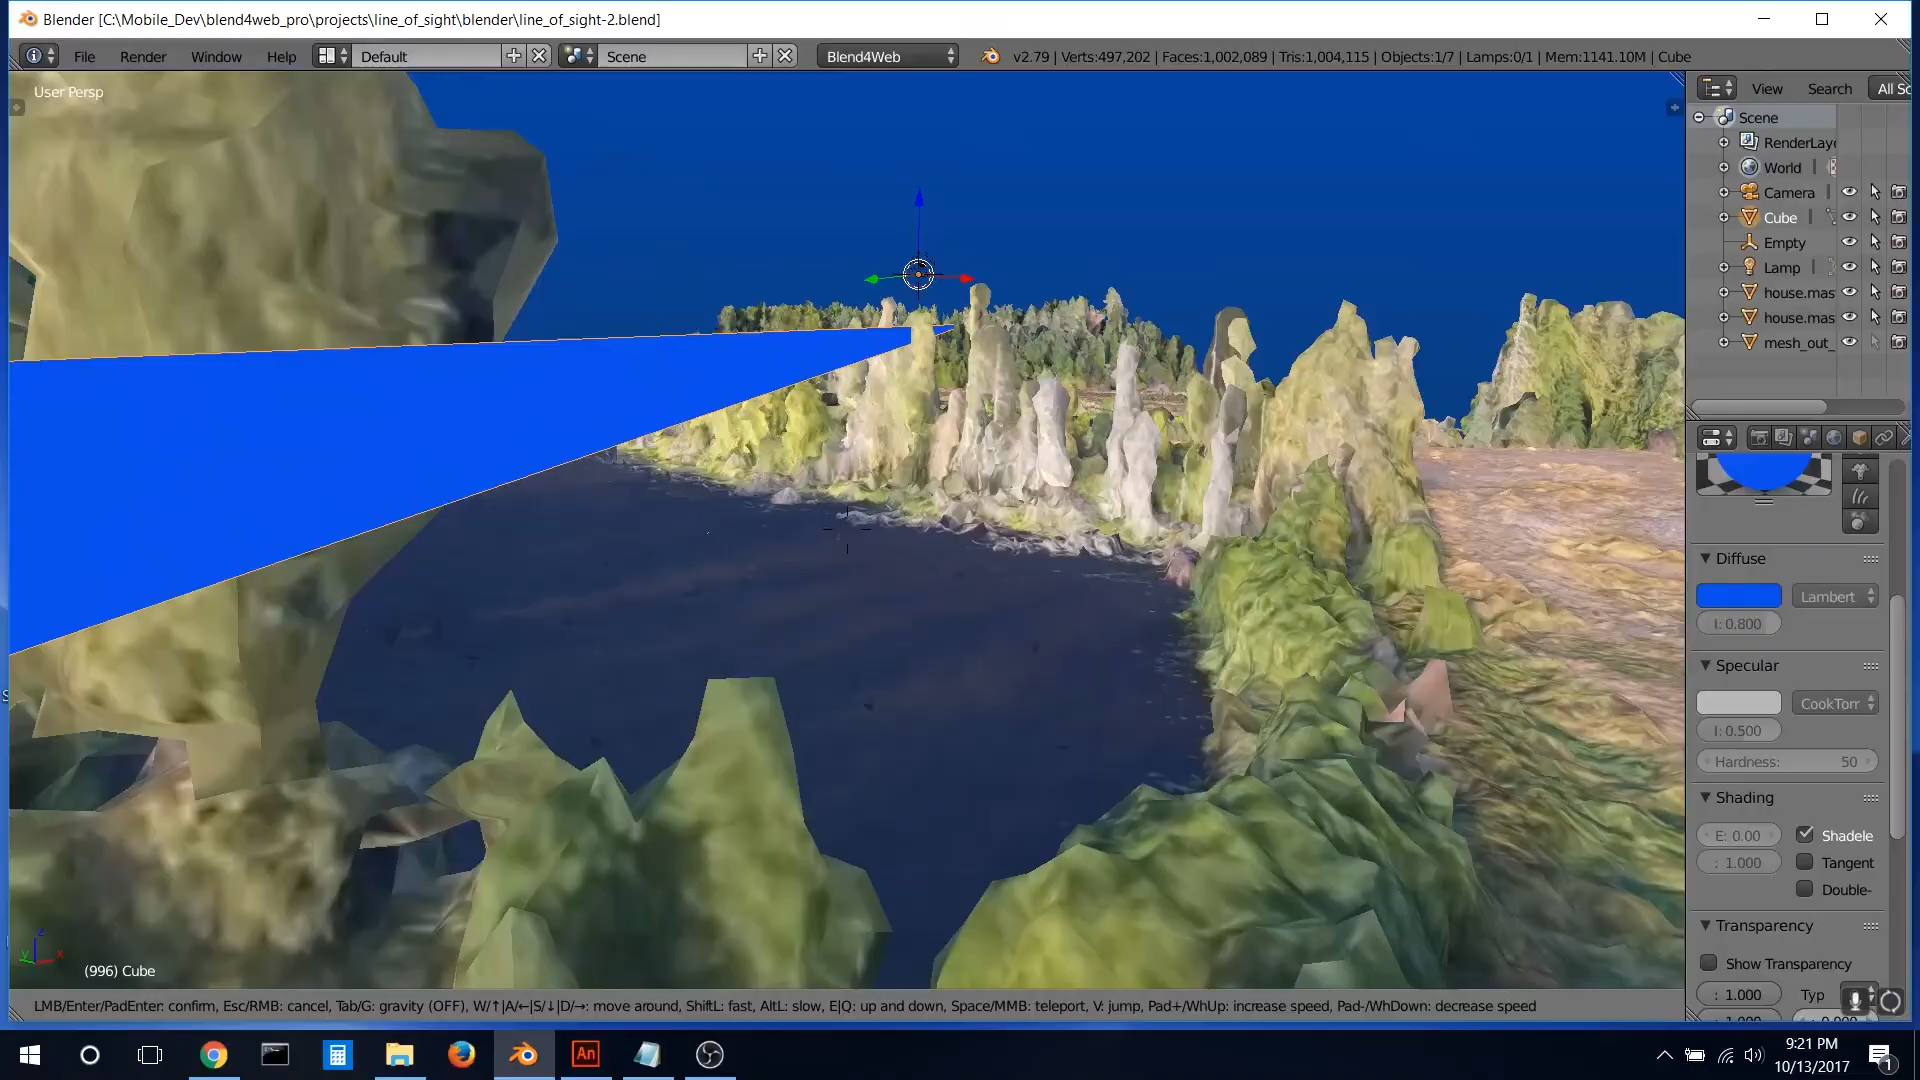 Blender [C:\Mobile_Dev\blend4web_pro\projects\line_of_sight\blender\line_of_sight-2.blend]
File Render Window Help Default Scene Blend4Web v2.79 | Verts:497,202 | Faces:1,002,089 | Tris:1,004,115 | Objects:1/7 | Lamps:0/1 | Mem:1141.10M | Cube
User Persp
View Search All Sc
Scene
RenderLaye
World
Camera
Cube
Empty
Lamp
house.mas
house.mas
mesh_out_
Diffuse
Lambert
I: 0.800
Specular
CookTorr
I: 0.500
Hardness: 50
Shading
E: 0.00 Shadele
: 1.000 Tangent
Double-
Transparency
Show Transparency
: 1.000 Typ
(996) Cube
z
y x
LMB/Enter/PadEnter: confirm, Esc/RMB: cancel, Tab/G: gravity (OFF), W/↑|A/←|S/↓|D/→: move around, ShiftL: fast, AltL: slow, E|Q: up and down, Space/MMB: teleport, V: jump, Pad+/WhUp: increase speed, Pad-/WhDown: decrease speed
An
9:21 PM
10/13/2017
1